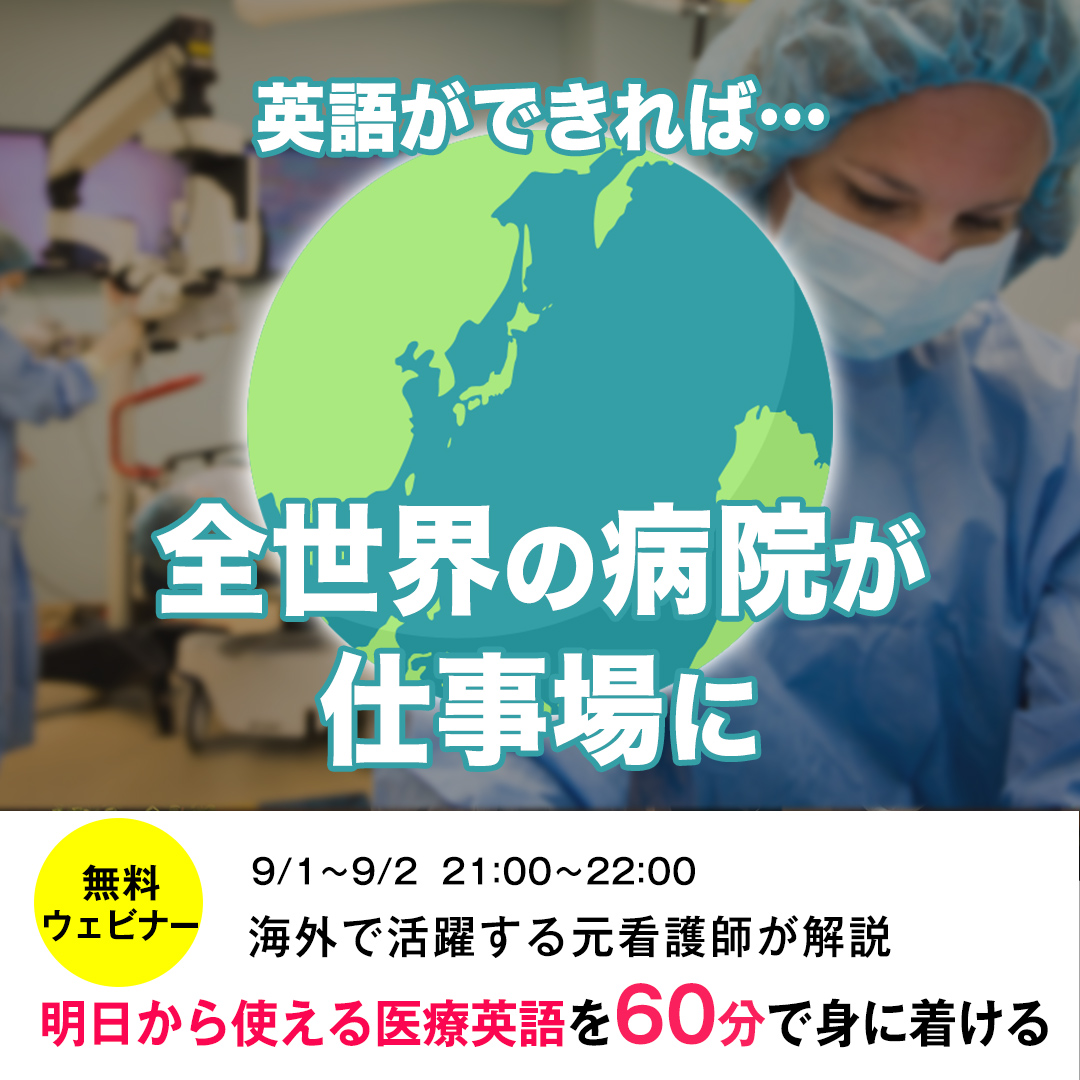 英語ができれば…
全世界の病院が
仕事場に
無料
ウェビナー
9/1~9/2 21:00~22:00
海外で活躍する元看護師が解説
明日から使える医療英語を60分で身に着ける